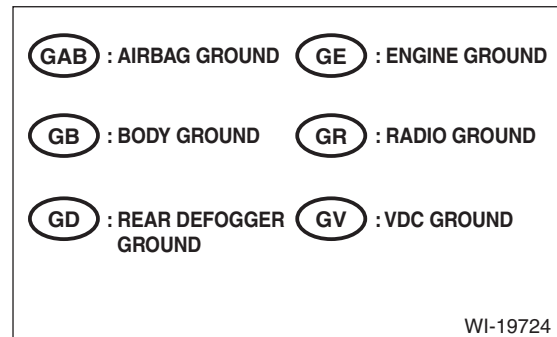 GAB : AIRBAG GROUND GE : ENGINE GROUND
GB : BODY GROUND GR : RADIO GROUND
GD : REAR DEFOGGER GROUND GV : VDC GROUND
WI-19724